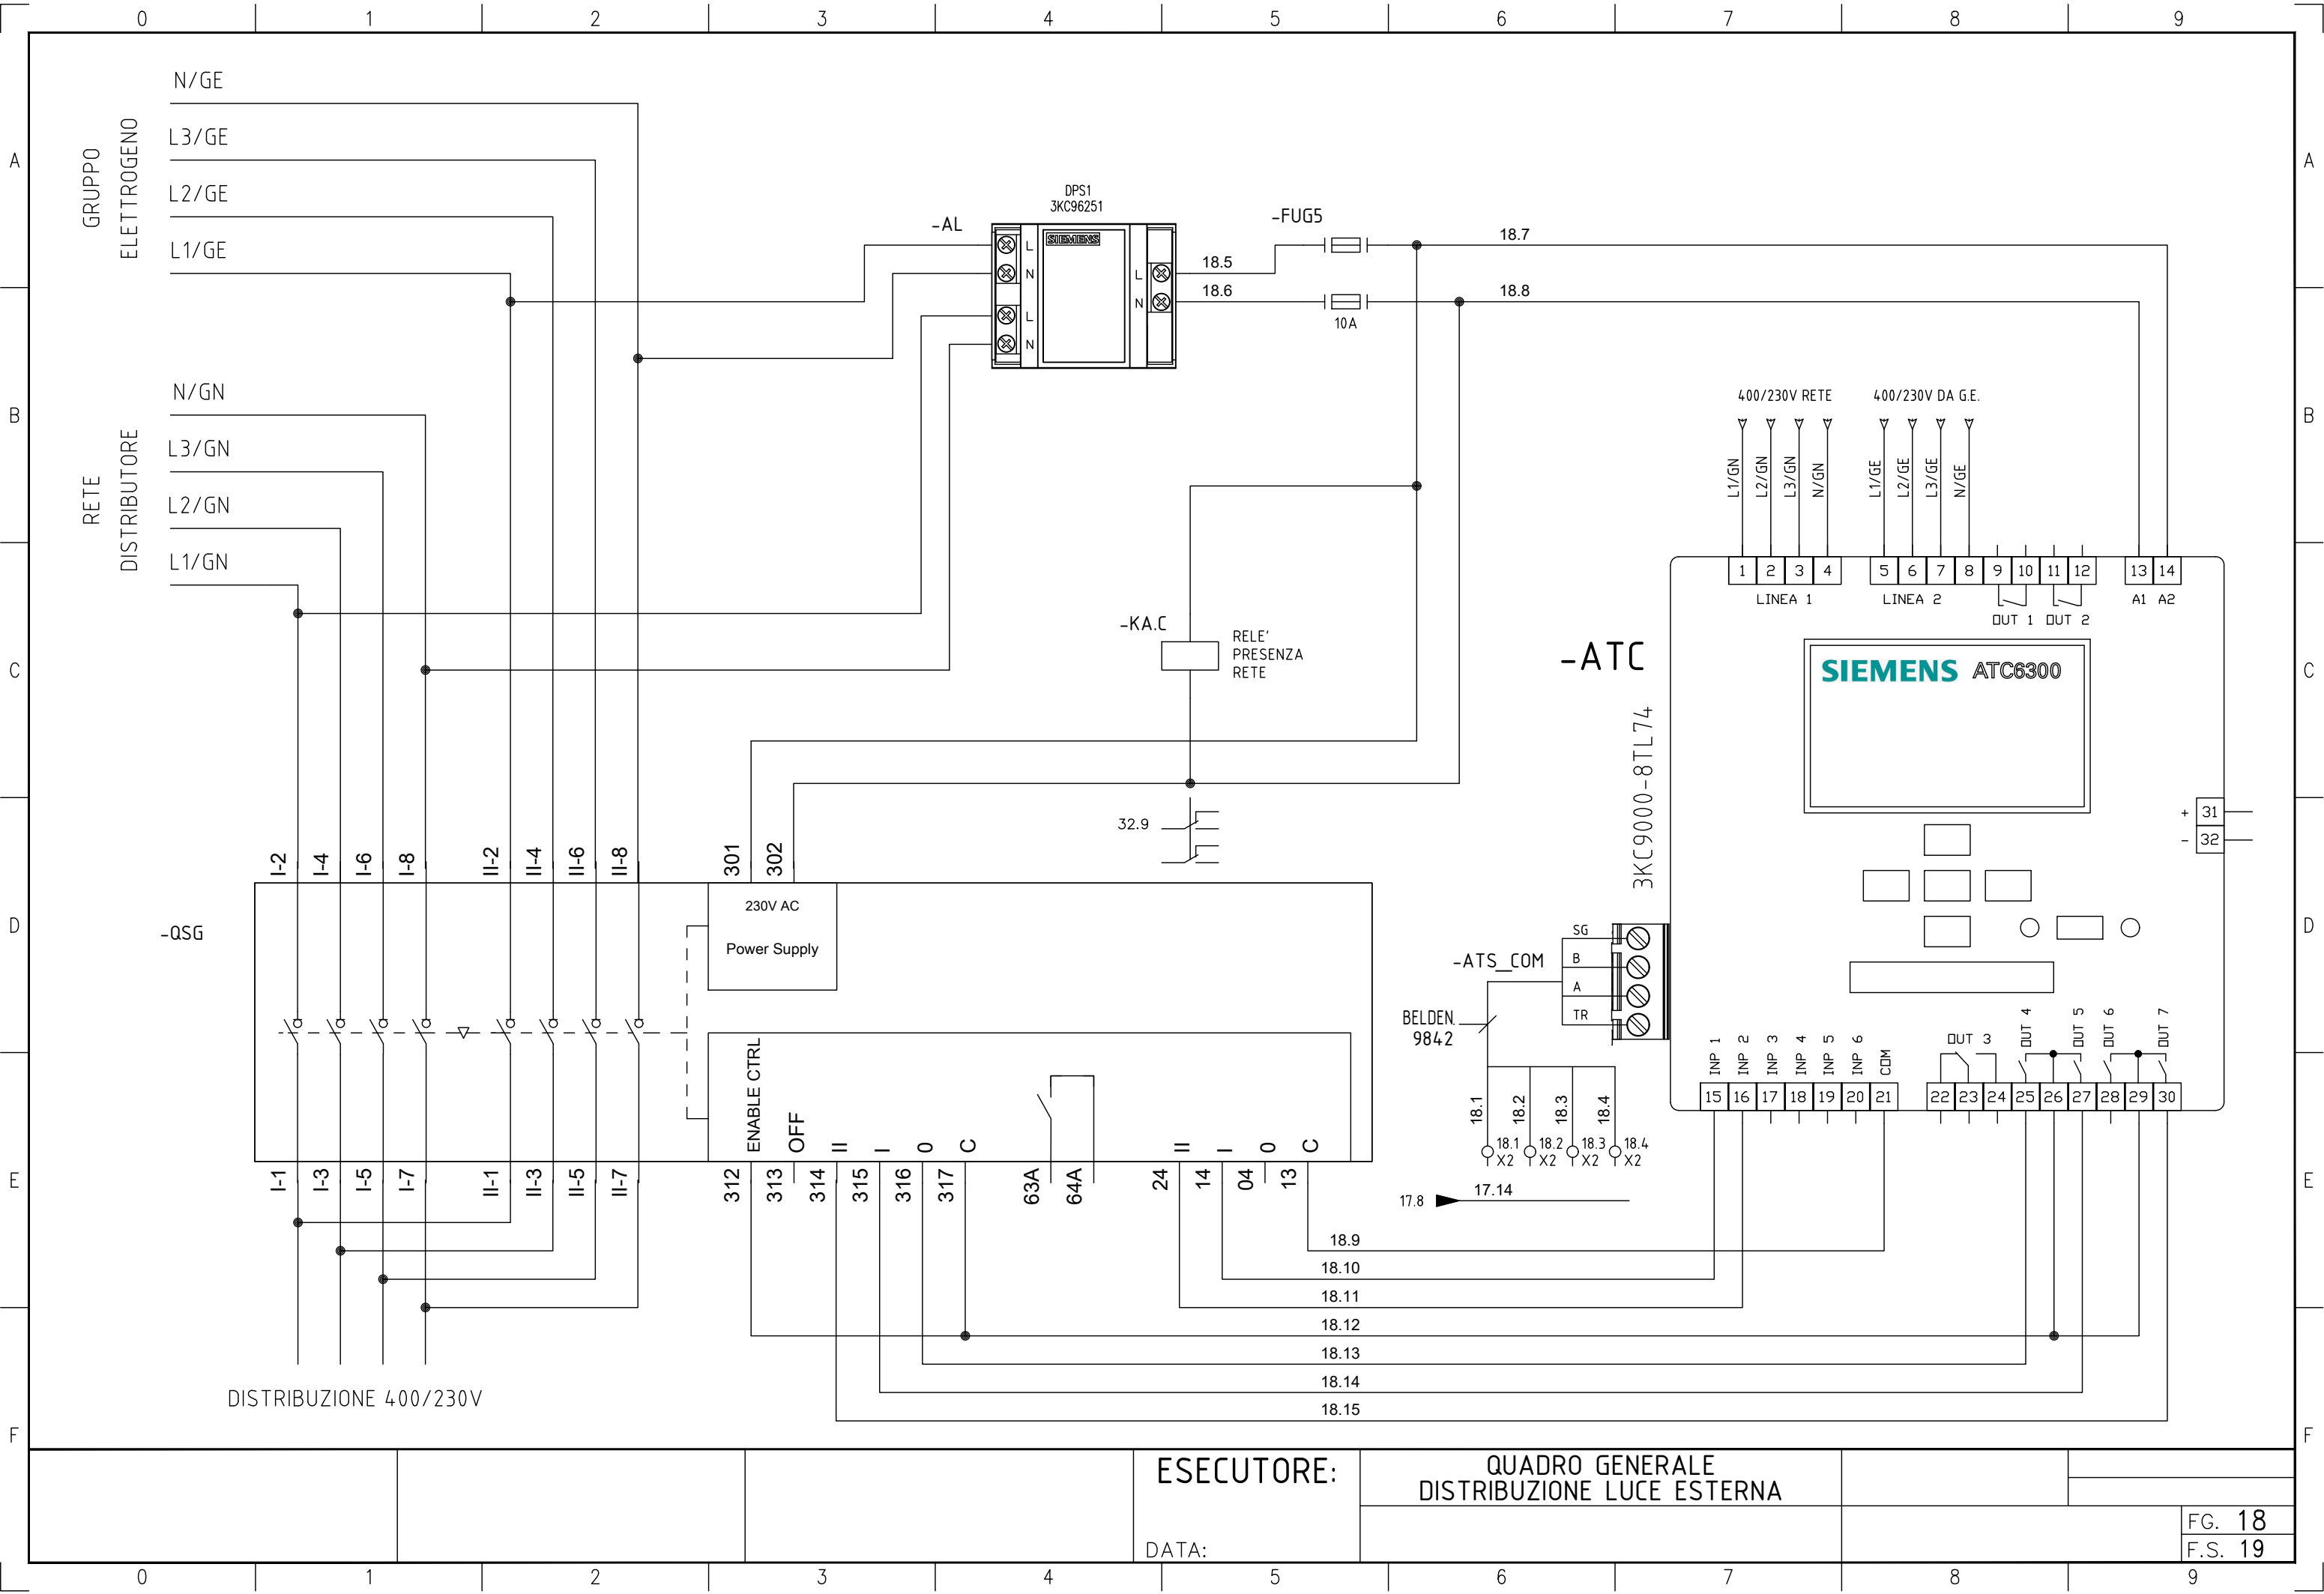 0 1 2 3 4 5 6 7 8 9
A
B
C
D
E
F
A
B
C
D
E
F
GRUPPO
ELETTROGENO
N/GE
L3/GE
L2/GE
L1/GE
RETE
DISTRIBUTORE
N/GN
L3/GN
L2/GN
L1/GN
DPS1
3KC96251
-AL
SIEMENS
L
N
L
N
L
N
-FUG5
18.5
18.6
10A
18.7
18.8
400/230V RETE
400/230V DA G.E.
L1/GN
L2/GN
L3/GN
N/GN
L1/GE
L2/GE
L3/GE
N/GE
1 2 3 4 5 6 7 8 9 10 11 12 13 14
LINEA 1
LINEA 2
OUT 1
OUT 2
A1 A2
-ATC
3KC9000-8TL74
SIEMENS ATC6300
+ 31
- 32
-KA.C
RELE'
PRESENZA
RETE
32.9
-QSG
I-2
I-4
I-6
I-8
II-2
II-4
II-6
II-8
301
302
230V AC
Power Supply
ENABLE CTRL
OFF
II
I
0
C
II
I
0
C
I-1
I-3
I-5
I-7
II-1
II-3
II-5
II-7
312
313
314
315
316
317
63A
64A
24
14
04
13
-ATS_COM
SG
B
A
TR
BELDEN.
9842
18.1
18.2
18.3
18.4
18.1
X2
18.2
X2
18.3
X2
18.4
X2
17.8
17.14
INP 1
INP 2
INP 3
INP 4
INP 5
INP 6
COM
OUT 3
OUT 4
OUT 5
OUT 6
OUT 7
15 16 17 18 19 20 21 22 23 24 25 26 27 28 29 30
18.9
18.10
18.11
18.12
18.13
18.14
18.15
DISTRIBUZIONE 400/230V
ESECUTORE:
DATA:
QUADRO GENERALE
DISTRIBUZIONE LUCE ESTERNA
FG. 18
F.S. 19
0 1 2 3 4 5 6 7 8 9